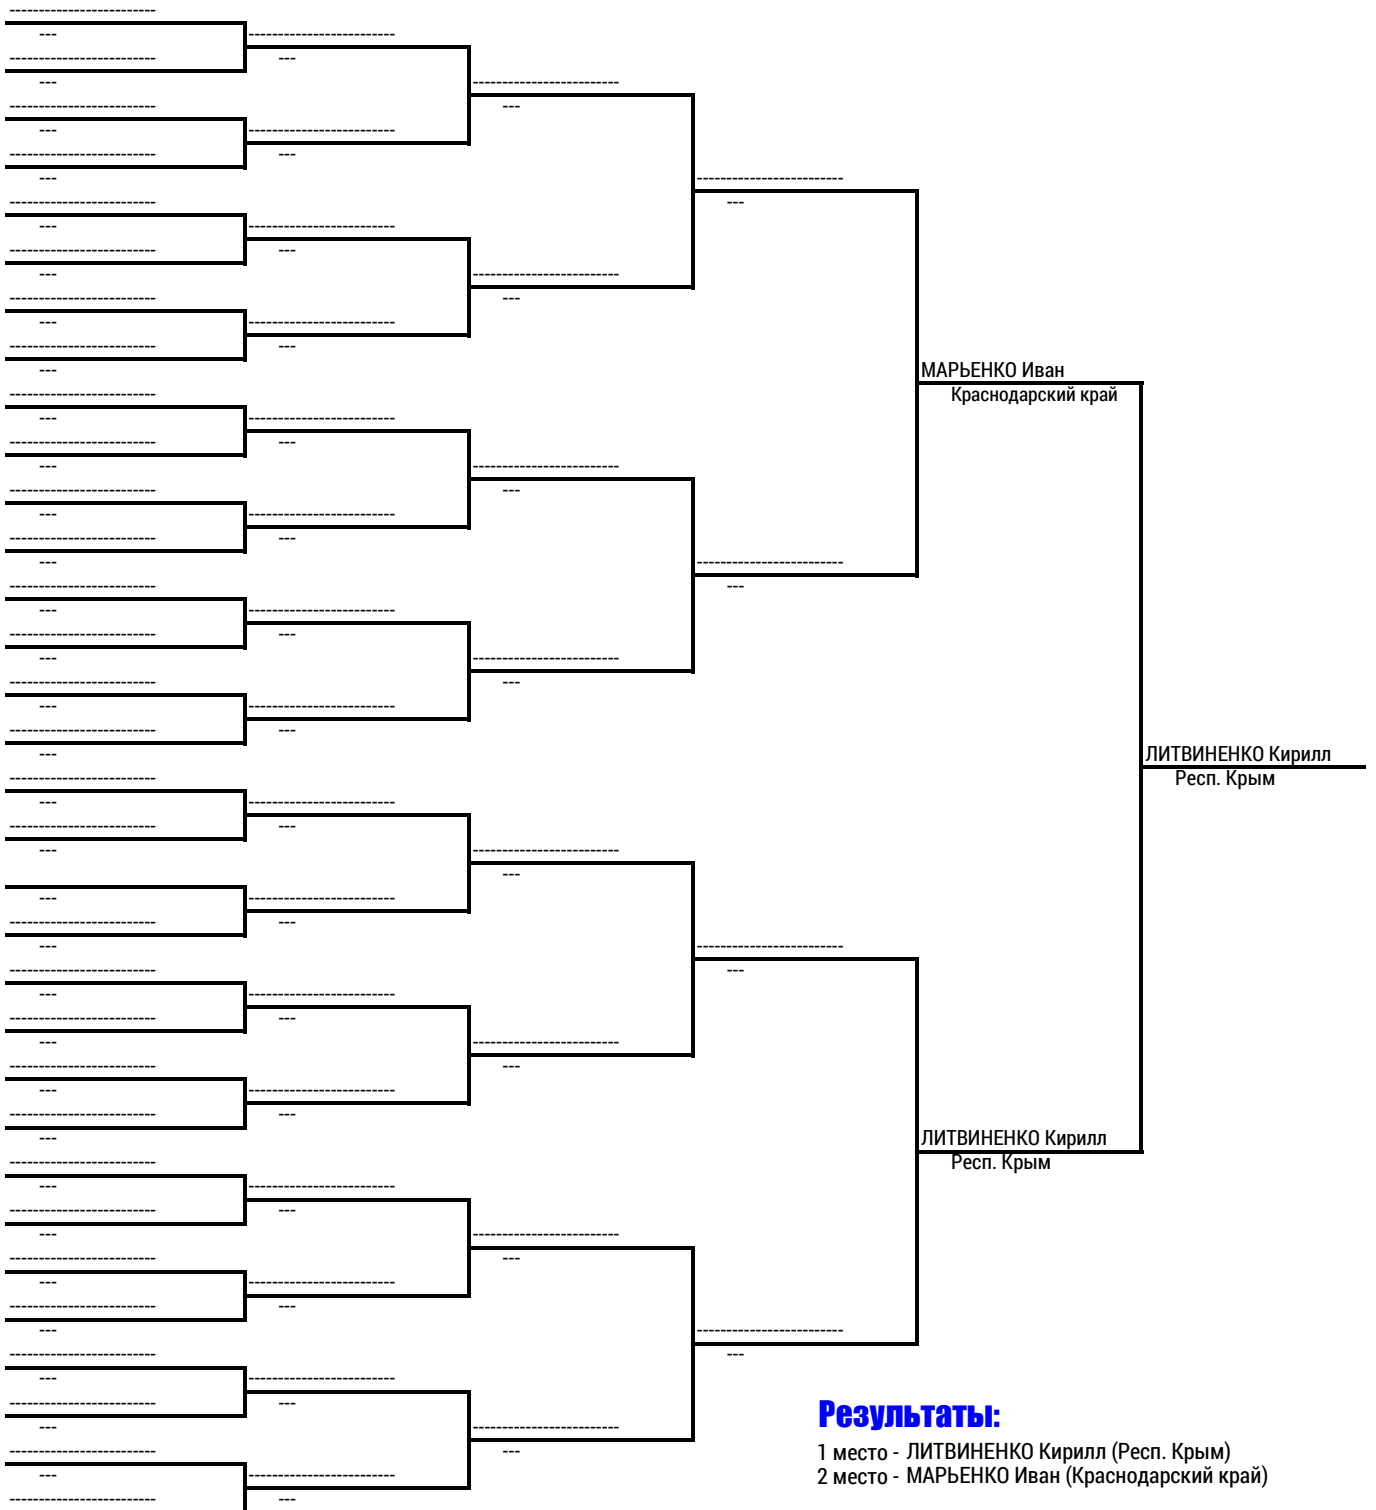 МАРЬЕНКО Иван
Краснодарский край
ЛИТВИНЕНКО Кирилл
Респ. Крым
ЛИТВИНЕНКО Кирилл
Респ. Крым
Результаты:
1 место - ЛИТВИНЕНКО Кирилл (Респ. Крым)
2 место - МАРЬЕНКО Иван (Краснодарский край)